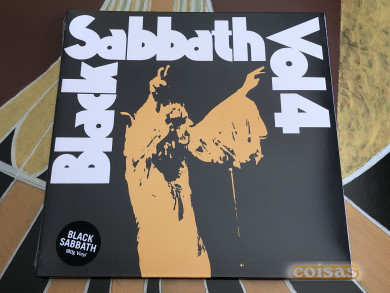 Black Sabbath Vol 4
BLACK
SABBATH
180g Vinyl
coisas